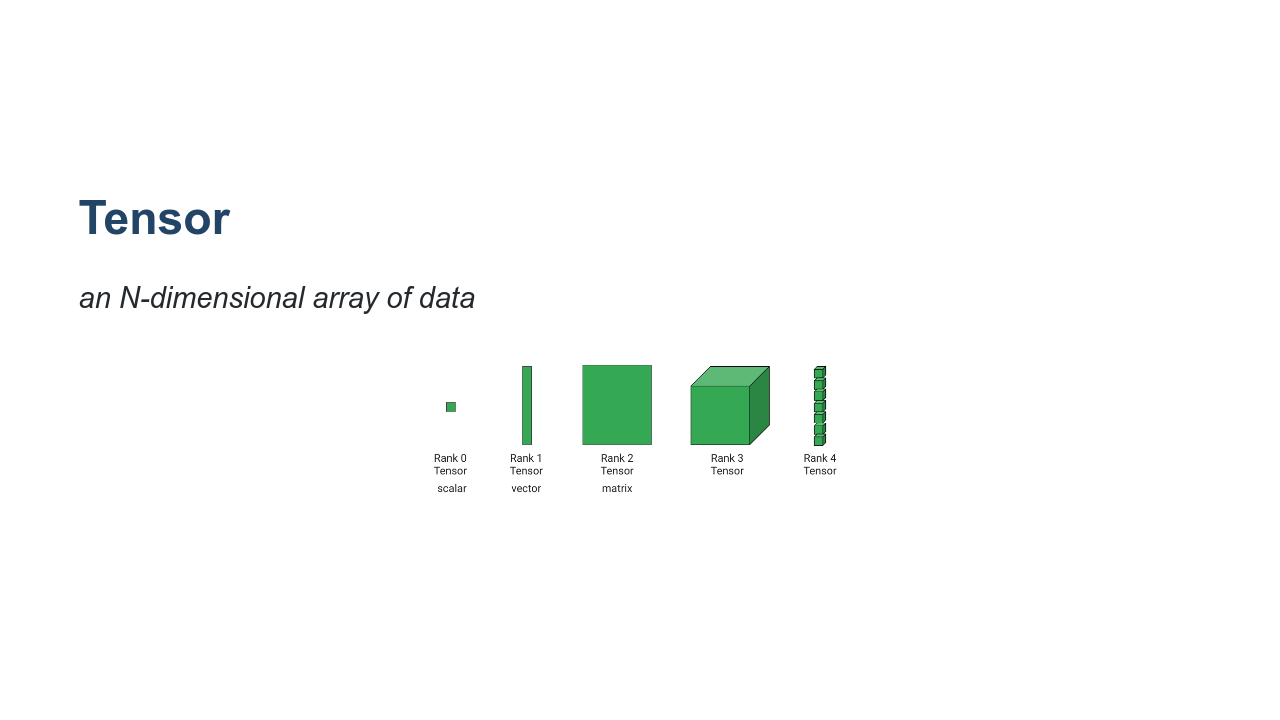 Tensor
an N-dimensional array of data
Rank 0
Tensor
scalar
Rank 1
Tensor
vector
Rank 2
Tensor
matrix
Rank 3
Tensor
Rank 4
Tensor